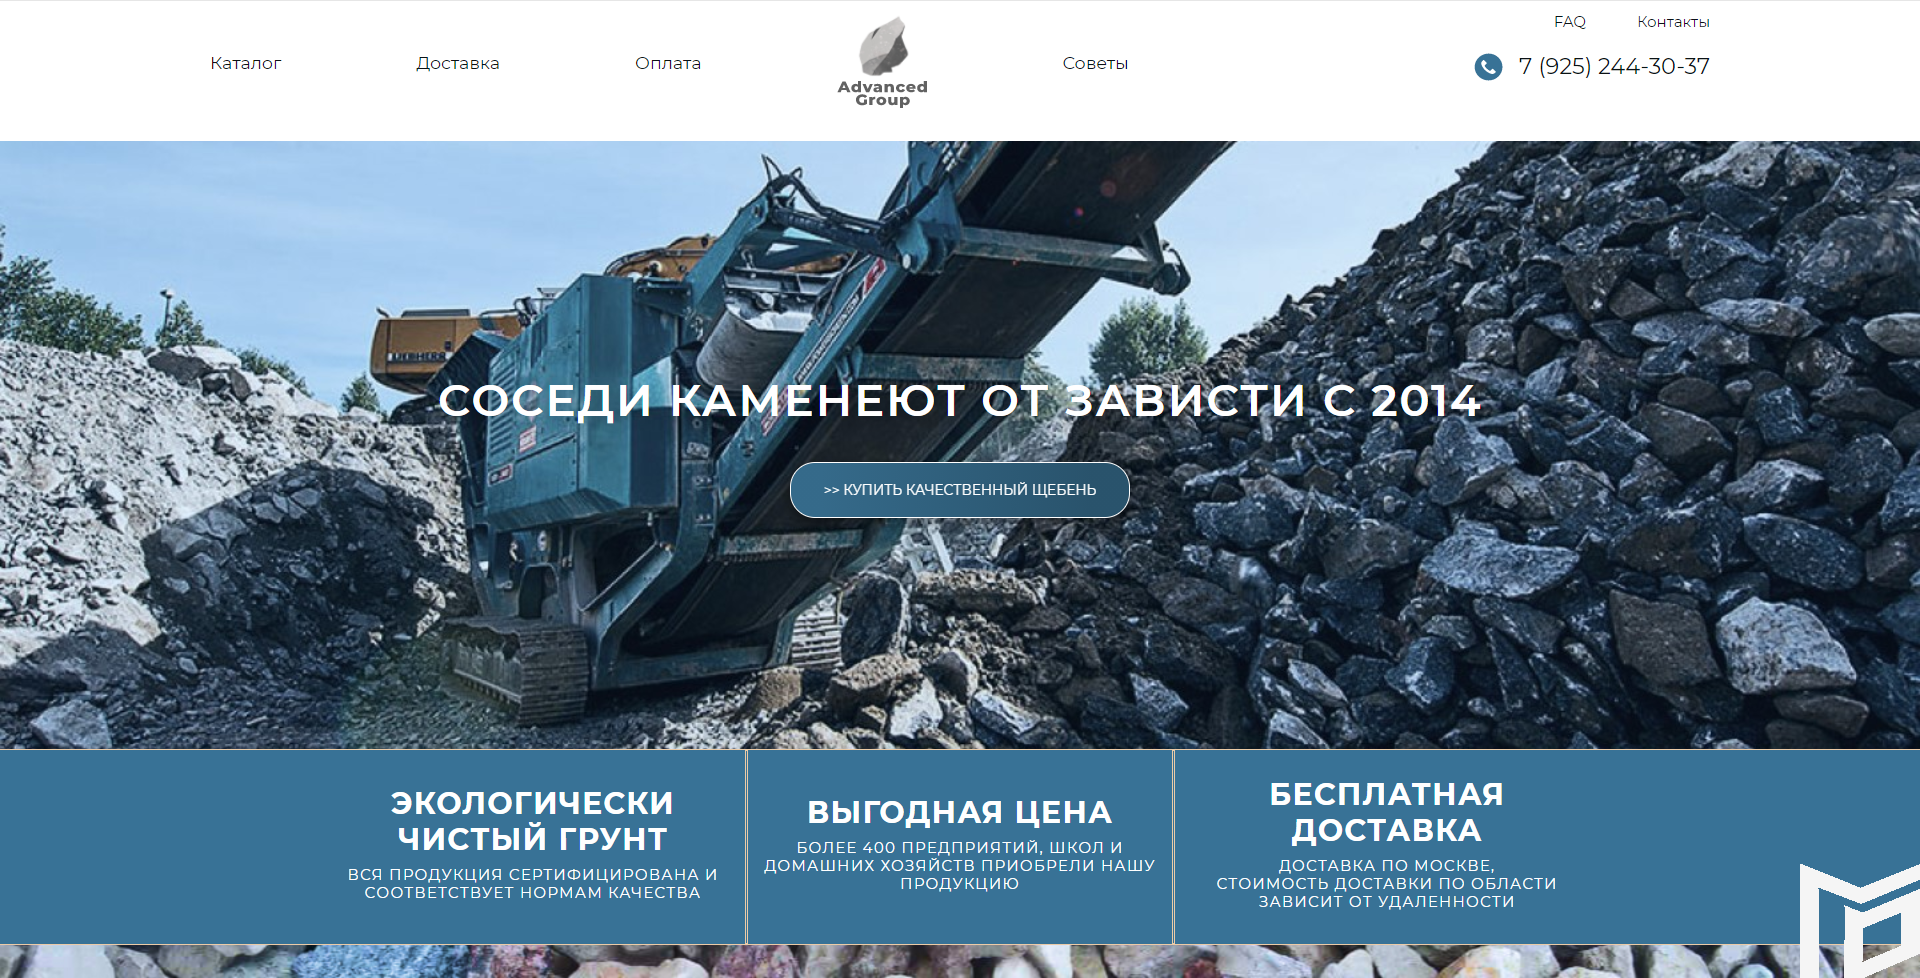 FAQ
Контакты
Каталог
Доставка
Оплата
Advanced
Group
Советы
7 (925) 244-30-37
LIEBHERR
СОСЕДИ КАМЕНЕЮТ ОТ ЗАВИСТИ С 2014
>> КУПИТЬ КАЧЕСТВЕННЫЙ ЩЕБЕНЬ
ЭКОЛОГИЧЕСКИ
ЧИСТЫЙ ГРУНТ
ВСЯ ПРОДУКЦИЯ СЕРТИФИЦИРОВАНА И
СООТВЕТСТВУЕТ НОРМАМ КАЧЕСТВА
ВЫГОДНАЯ ЦЕНА
БОЛЕЕ 400 ПРЕДПРИЯТИЙ, ШКОЛ И
ДОМАШНИХ ХОЗЯЙСТВ ПРИОБРЕЛИ НАШУ
ПРОДУКЦИЮ
БЕСПЛАТНАЯ
ДОСТАВКА
ДОСТАВКА ПО МОСКВЕ,
СТОИМОСТЬ ДОСТАВКИ ПО ОБЛАСТИ
ЗАВИСИТ ОТ УДАЛЕННОСТИ